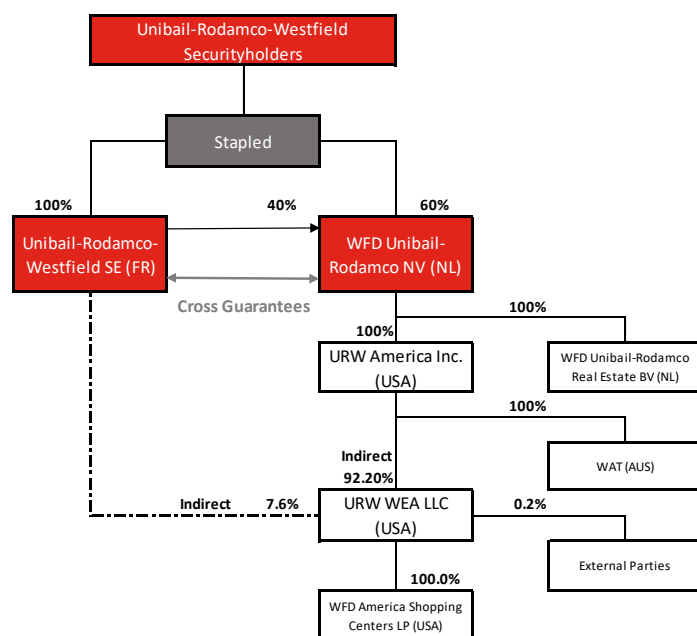 Unibail-Rodamco-Westfield
Securityholders
Stapled
100%
40%
60%
Unibail-Rodamco-
Westfield SE (FR)
WFD Unibail-
Rodamco NV (NL)
Cross Guarantees
100%
100%
URW America Inc.
(USA)
WFD Unibail-Rodamco
Real Estate BV (NL)
100%
Indirect
92.20%
WAT (AUS)
Indirect 7.6%
URW WEA LLC
(USA)
0.2%
External Parties
100.0%
WFD America Shopping
Centers LP (USA)